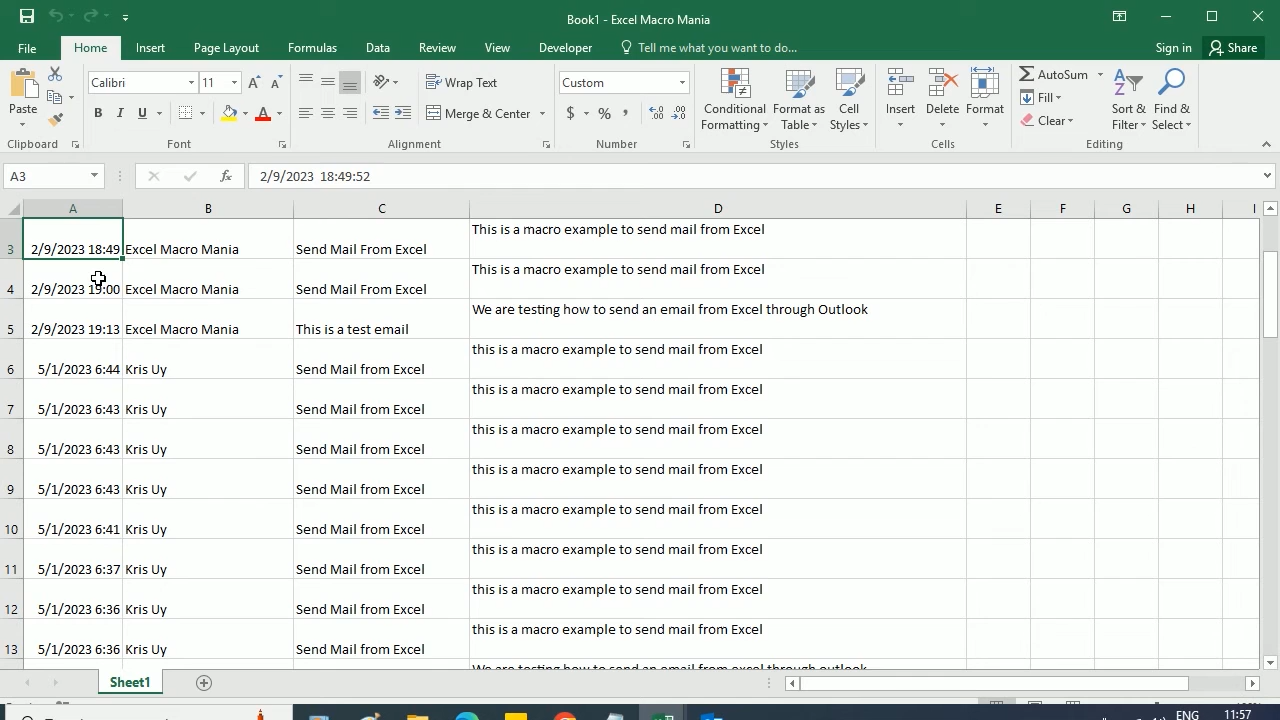 Book1 - Excel Macro Mania
File Home Insert Page Layout Formulas Data Review View Developer Tell me what you want to do... Sign in Share
Paste
Clipboard
Calibri 11
B I U
A A
Font
Wrap Text
Merge & Center
Alignment
Custom
$ % ,
Number
Conditional Formatting
Format as Table
Cell Styles
Styles
Insert Delete Format
Cells
AutoSum
Fill
Clear
Sort & Filter
Find & Select
Editing
A3 fx 2/9/2023 18:49:52
A B C D E F G H I
3 2/9/2023 18:49 Excel Macro Mania Send Mail From Excel This is a macro example to send mail from Excel
4 2/9/2023 19:00 Excel Macro Mania Send Mail From Excel This is a macro example to send mail from Excel
5 2/9/2023 19:13 Excel Macro Mania This is a test email We are testing how to send an email from Excel through Outlook
6 5/1/2023 6:44 Kris Uy Send Mail from Excel this is a macro example to send mail from Excel
7 5/1/2023 6:43 Kris Uy Send Mail from Excel this is a macro example to send mail from Excel
8 5/1/2023 6:43 Kris Uy Send Mail from Excel this is a macro example to send mail from Excel
9 5/1/2023 6:43 Kris Uy Send Mail from Excel this is a macro example to send mail from Excel
10 5/1/2023 6:41 Kris Uy Send Mail from Excel this is a macro example to send mail from Excel
11 5/1/2023 6:37 Kris Uy Send Mail from Excel this is a macro example to send mail from Excel
12 5/1/2023 6:36 Kris Uy Send Mail from Excel this is a macro example to send mail from Excel
13 5/1/2023 6:36 Kris Uy Send Mail from Excel this is a macro example to send mail from Excel
We are testing how to send an email from excel through outlook
Sheet1
ENG 11:57